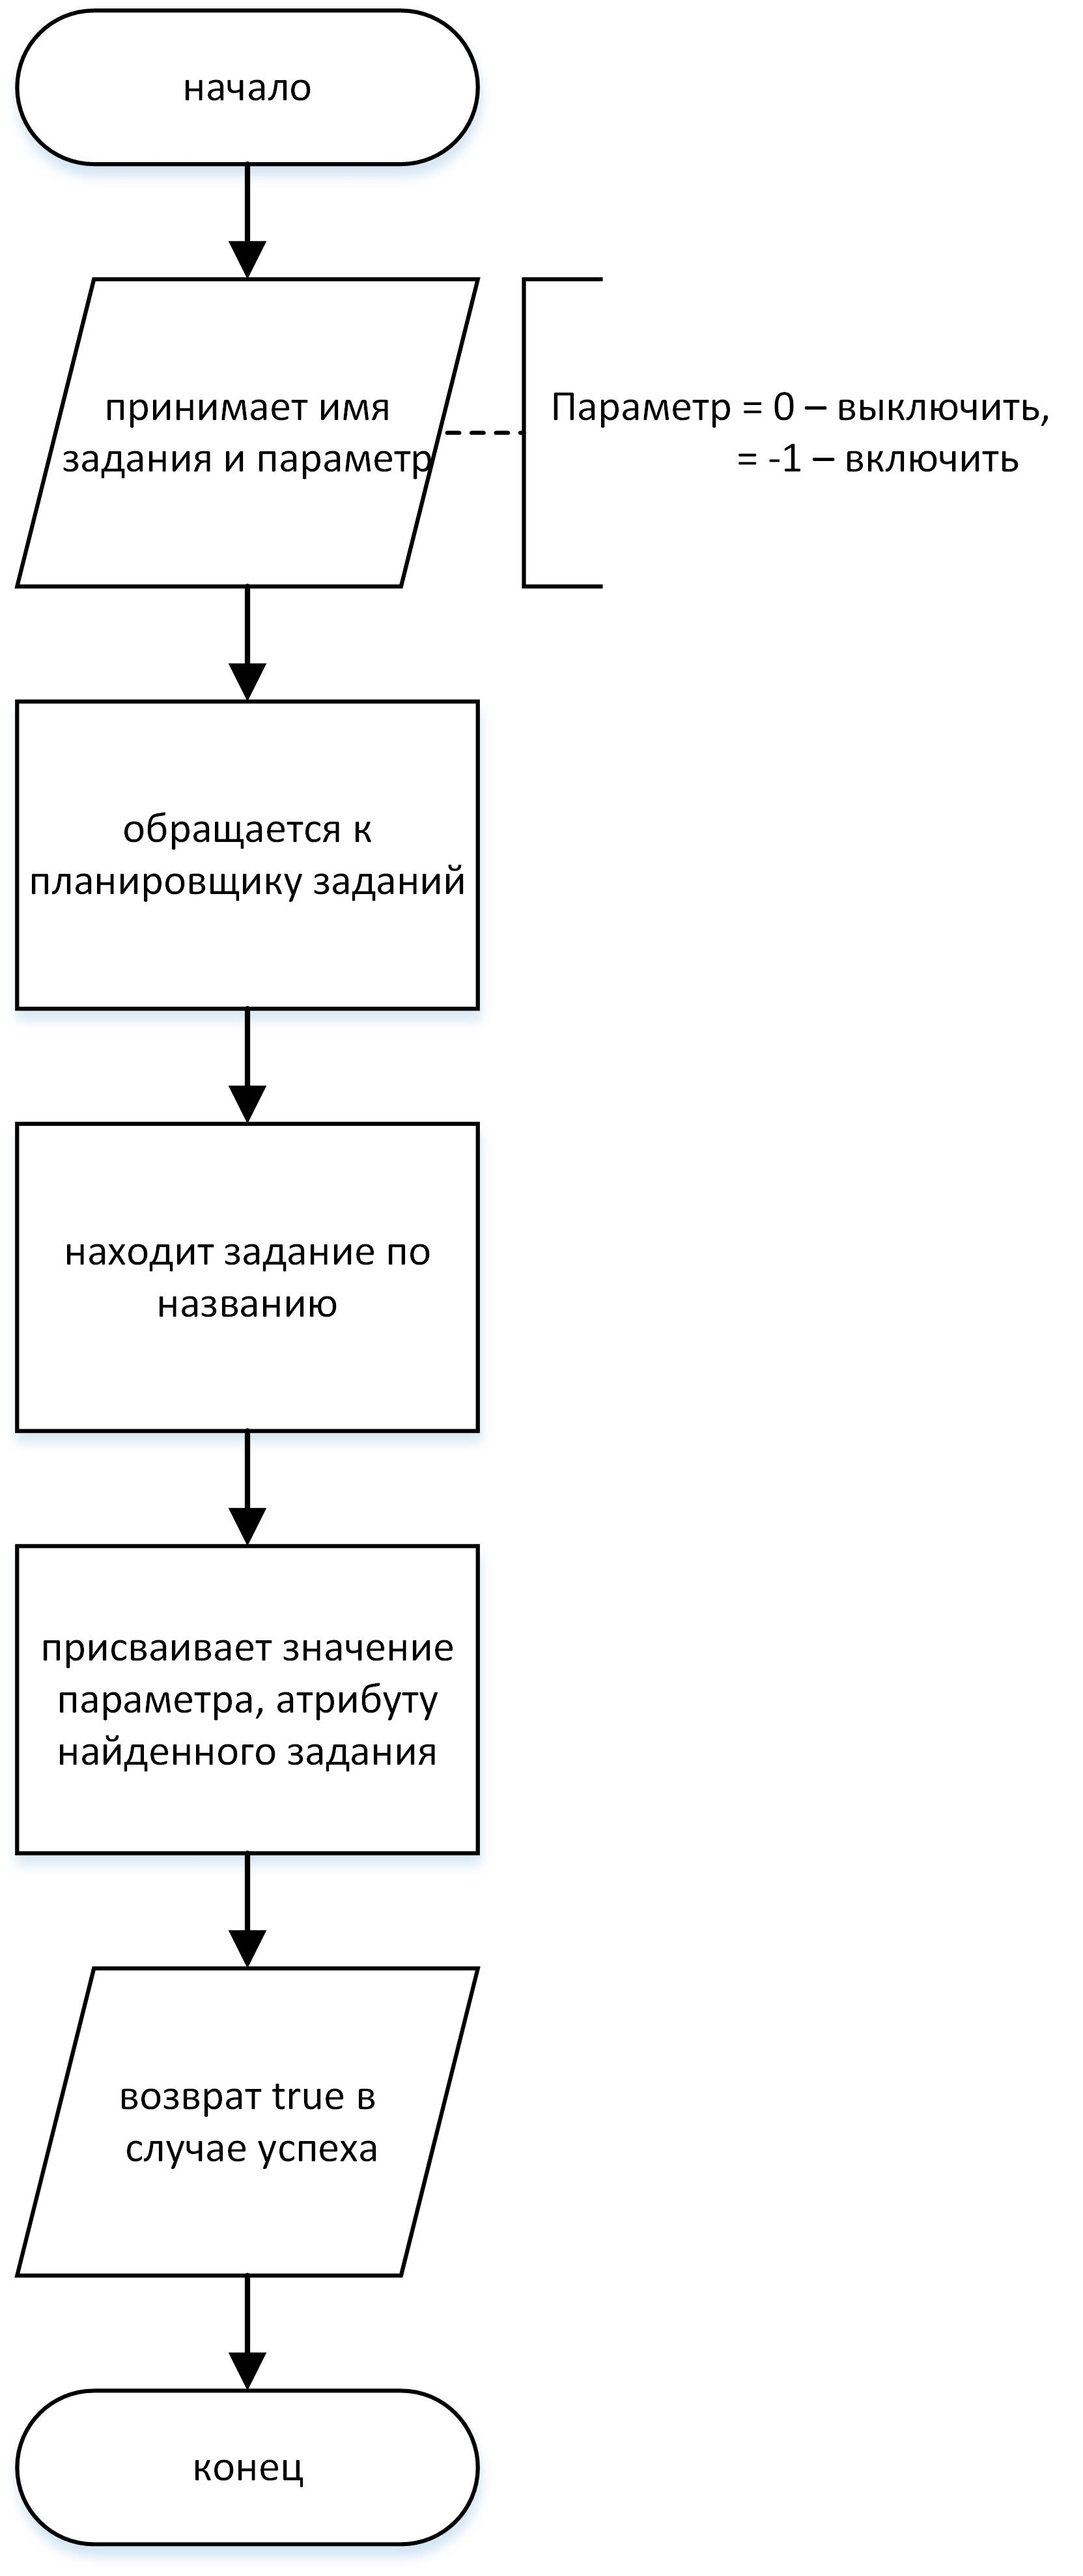 начало
принимает имя
задания и параметр
Параметр = 0 – выключить,
= -1 – включить
обращается к
планировщику заданий
находит задание по
названию
присваивает значение
параметра, атрибуту
найденного задания
возврат true в
случае успеха
конец